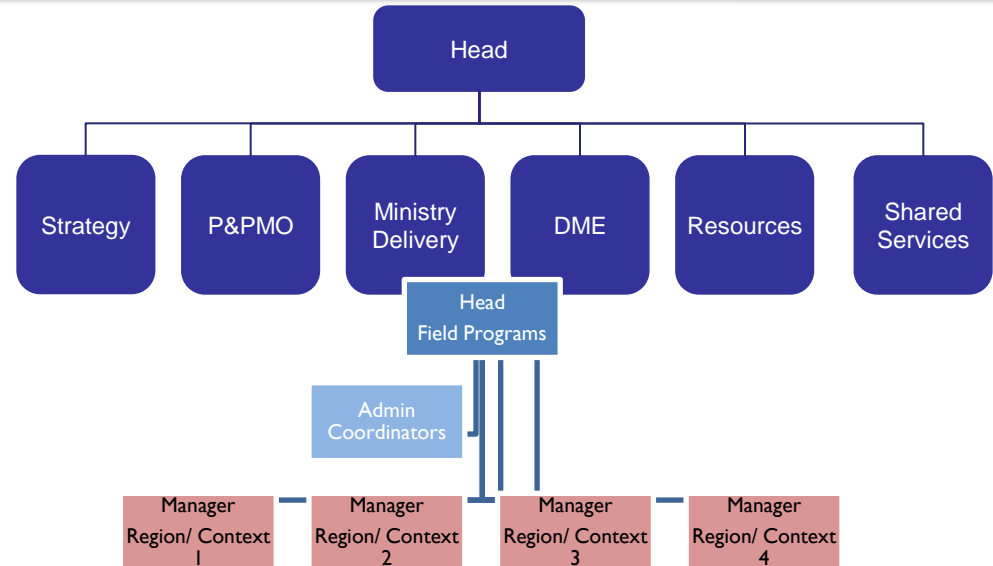 Head
Strategy
P&PMO
Ministry
Delivery
DME
Resources
Shared
Services
Head
Field Programs
Admin
Coordinators
Manager
Region/ Context
1
Manager
Region/ Context
2
Manager
Region/ Context
3
Manager
Region/ Context
4